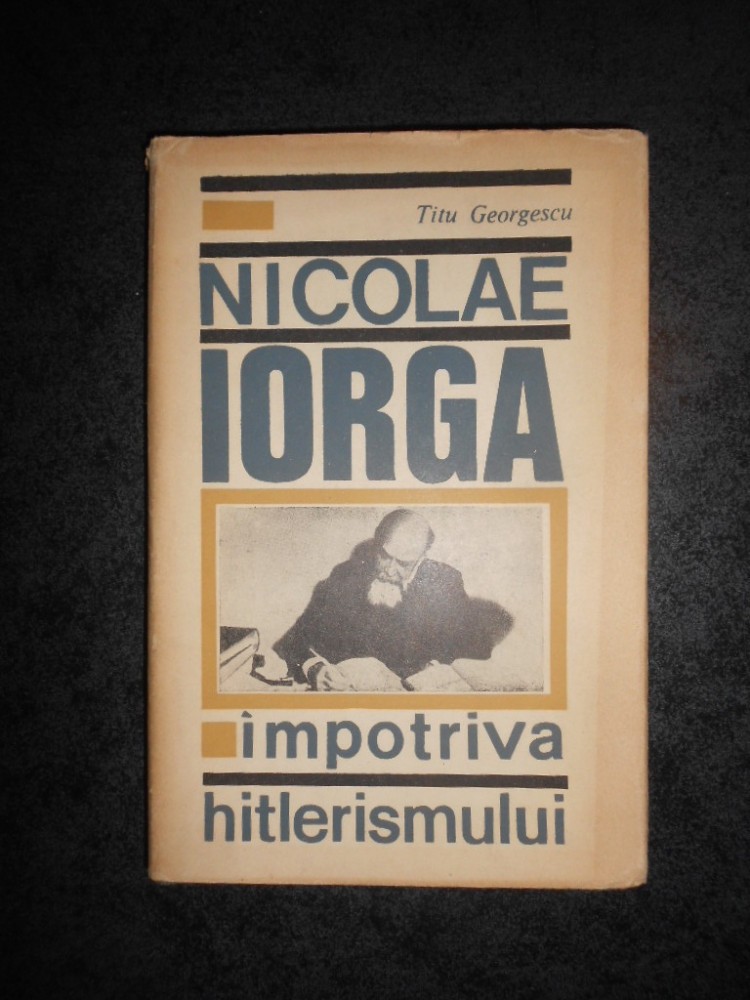 Titu Georgescu
NICOLAE
IORGA
împotriva
hitlerismului